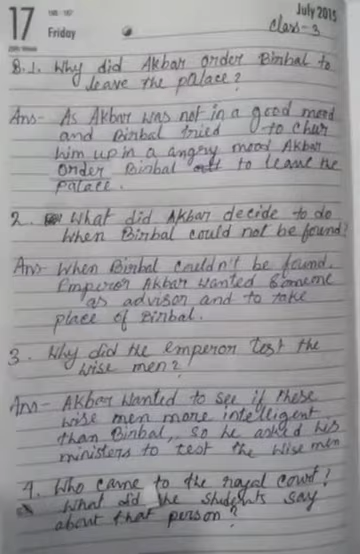 17
198-167
Friday
July 2015
Class-3
8.1. Why did Akbar order Birbal to
leave the palace?
Ans- As Akbar was not in a good mood
and Birbal tried to chur
him up in a angry mood Akbar
order Birbal to leave the
palace.
2. What did Akbar decide to do
when Birbal could not be found?
Ans- When Birbal couldn't be found.
Emperor Akbar wanted someone
as advisor and to take
place of Birbal.
3. Why did the emperor test the
wise men?
Ans- Akbar wanted to see if these
wise men more intelligent
than Birbal, so he asked his
ministers to test the wise men
4. Who came to the royal court?
What did the students say
about that person?